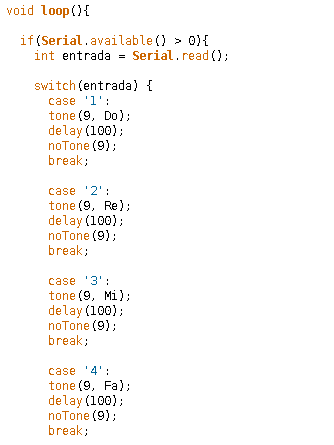 void loop(){
if(Serial.available() > 0){
int entrada = Serial.read();
switch(entrada) {
case '1':
tone(9, Do);
delay(100);
noTone(9);
break;
case '2':
tone(9, Re);
delay(100);
noTone(9);
break;
case '3':
tone(9, Mi);
delay(100);
noTone(9);
break;
case '4':
tone(9, Fa);
delay(100);
noTone(9);
break;